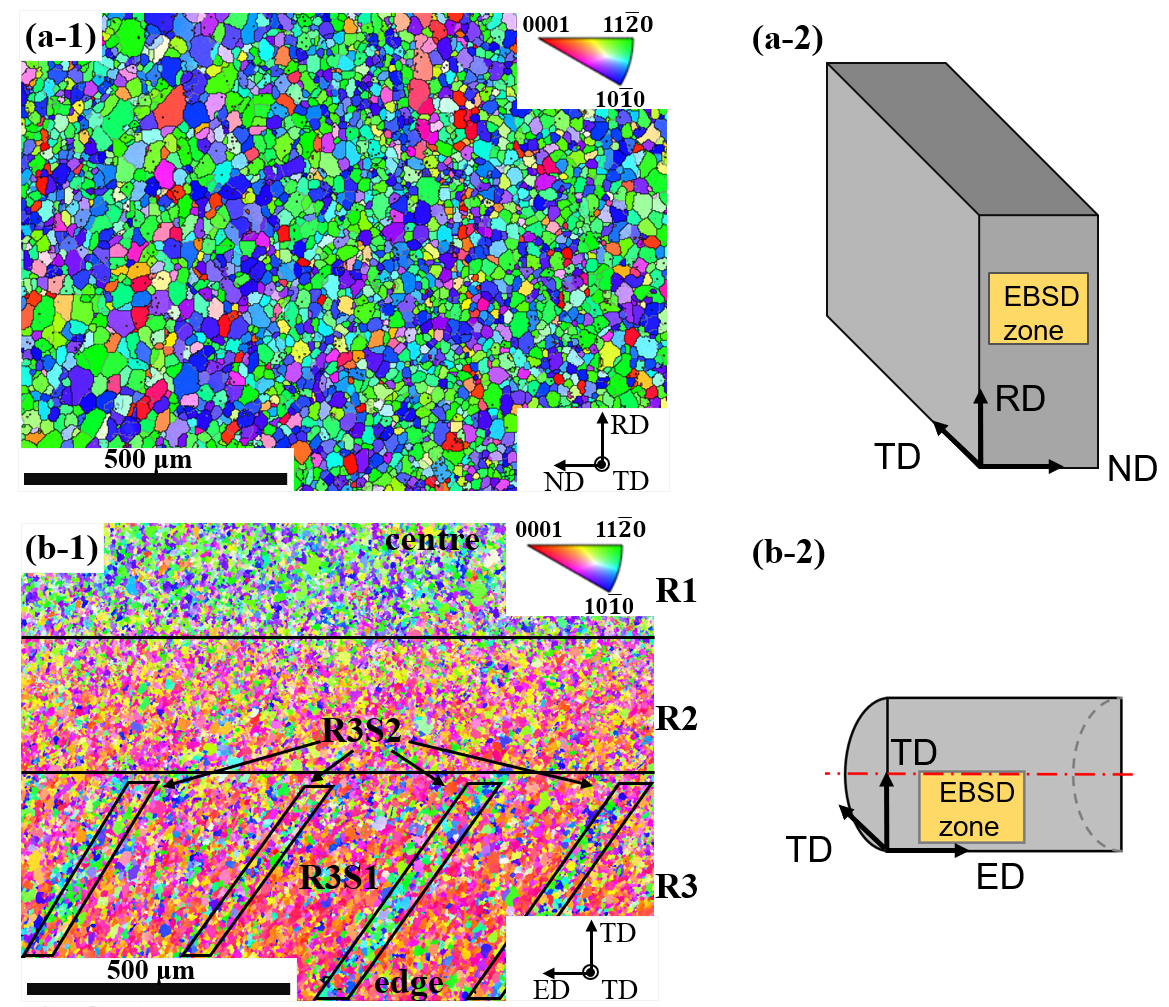 (a-1)
0001 112̅0
101̅0
500 µm
RD
ND TD
(a-2)
EBSD
zone
RD
TD
ND
(b-1)
centre
0001 112̅0
101̅0
R1
R2
R3S2
R3S1
R3
500 µm
edge
TD
ED TD
(b-2)
TD
EBSD
zone
TD
ED